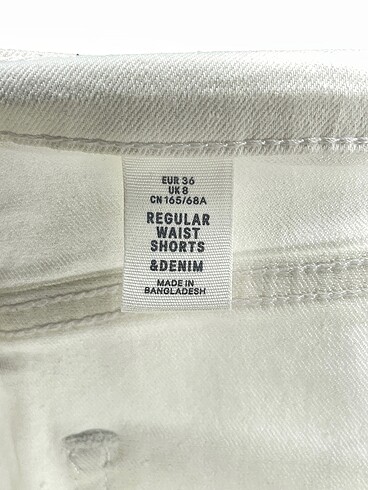 EUR 36
UK 8
CN 165/68A
REGULAR
WAIST
SHORTS
&DENIM
MADE IN
BANGLADESH